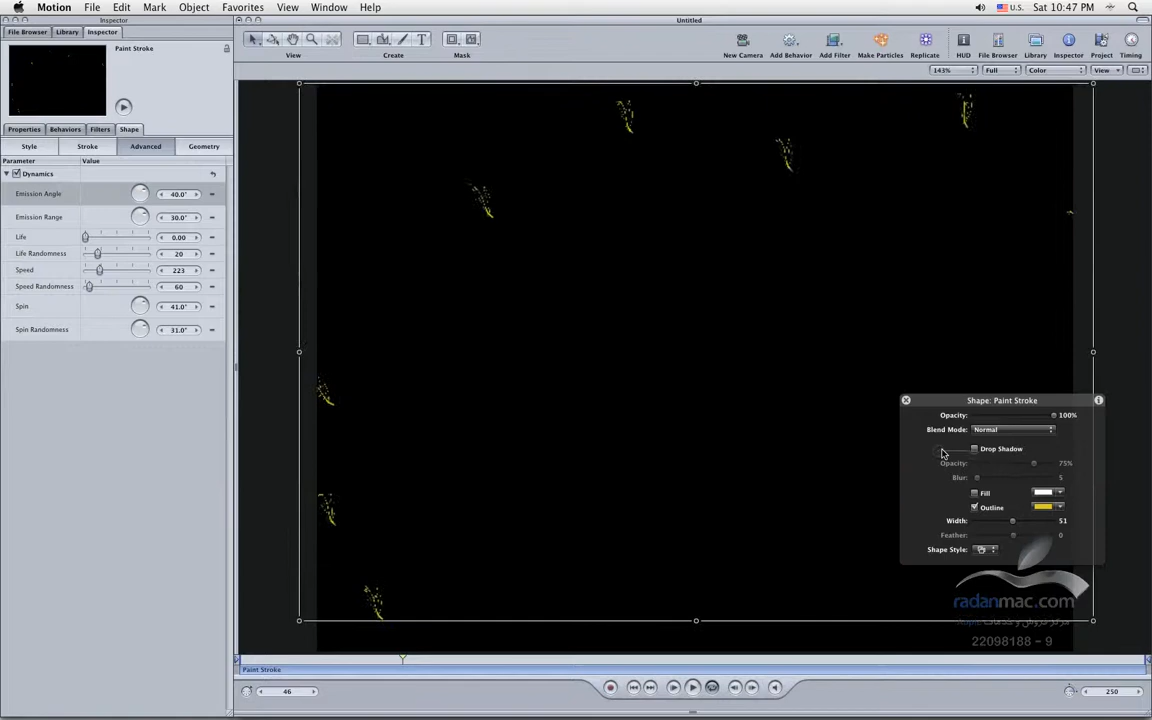 Motion File Edit Mark Object Favorites View Window Help
U.S. Sat 10:47 PM
Inspector
Untitled
File Browser Library Inspector
Paint Stroke
View
Create
Mask
New Camera Add Behavior Add Filter Make Particles Replicate HUD File Browser Library Inspector Project Timing
143% Full Color View
Properties Behaviors Filters Shape
Style Stroke Advanced Geometry
Parameter Value
Dynamics
Emission Angle 40.0°
Emission Range 30.0°
Life 0.00
Life Randomness 20
Speed 223
Speed Randomness 60
Spin 41.0°
Spin Randomness 31.0°
Shape: Paint Stroke
Opacity: 100%
Blend Mode: Normal
Drop Shadow
Opacity: 75%
Blur: 5
Fill
Outline
Width: 51
Feather: 0
Shape Style:
radanmac.com
مرکز فروش و خدمات Apple
22098188 - 9
Paint Stroke
46
250